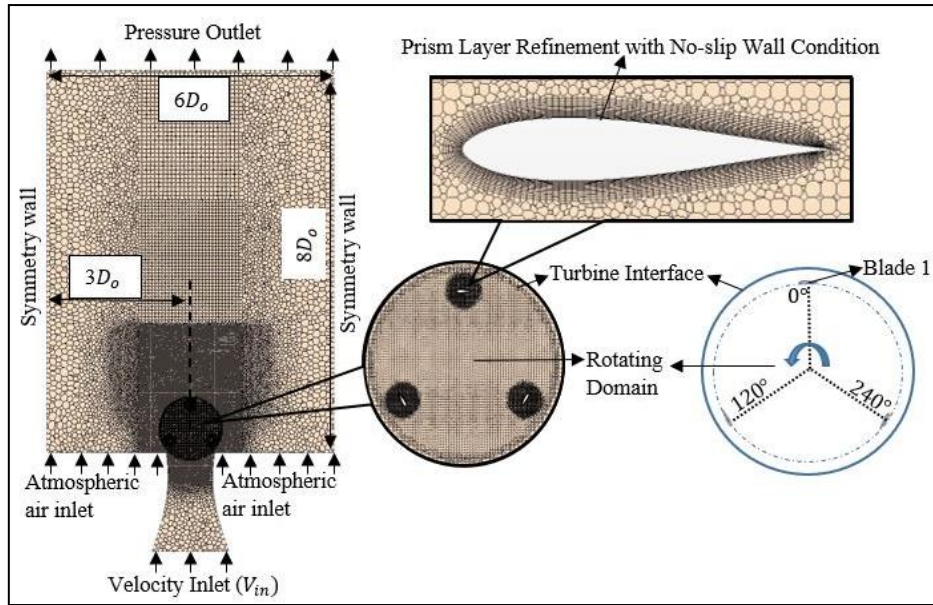 Pressure Outlet
6D_o
Symmetry wall
8D_o
Symmetry wall
3D_o
Atmospheric
air inlet
Atmospheric
air inlet
Velocity Inlet (V_in)
Prism Layer Refinement with No-slip Wall Condition
Turbine Interface
Blade 1
0°
Rotating
Domain
120°
240°